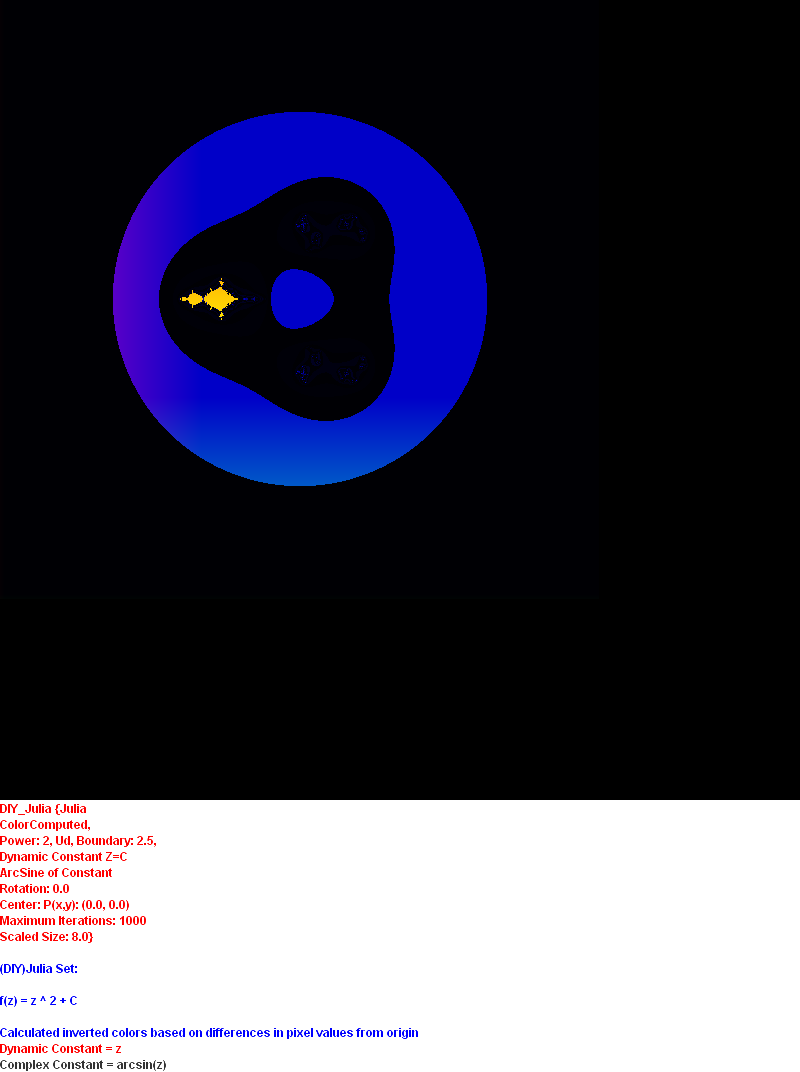 DIY_Julia {Julia
ColorComputed,
Power: 2, Ud, Boundary: 2.5,
Dynamic Constant Z=C
ArcSine of Constant
Rotation: 0.0
Center: P(x,y): (0.0, 0.0)
Maximum Iterations: 1000
Scaled Size: 8.0}
(DIY)Julia Set:
f(z) = z ^ 2 + C
Calculated inverted colors based on differences in pixel values from origin
Dynamic Constant = z
Complex Constant = arcsin(z)